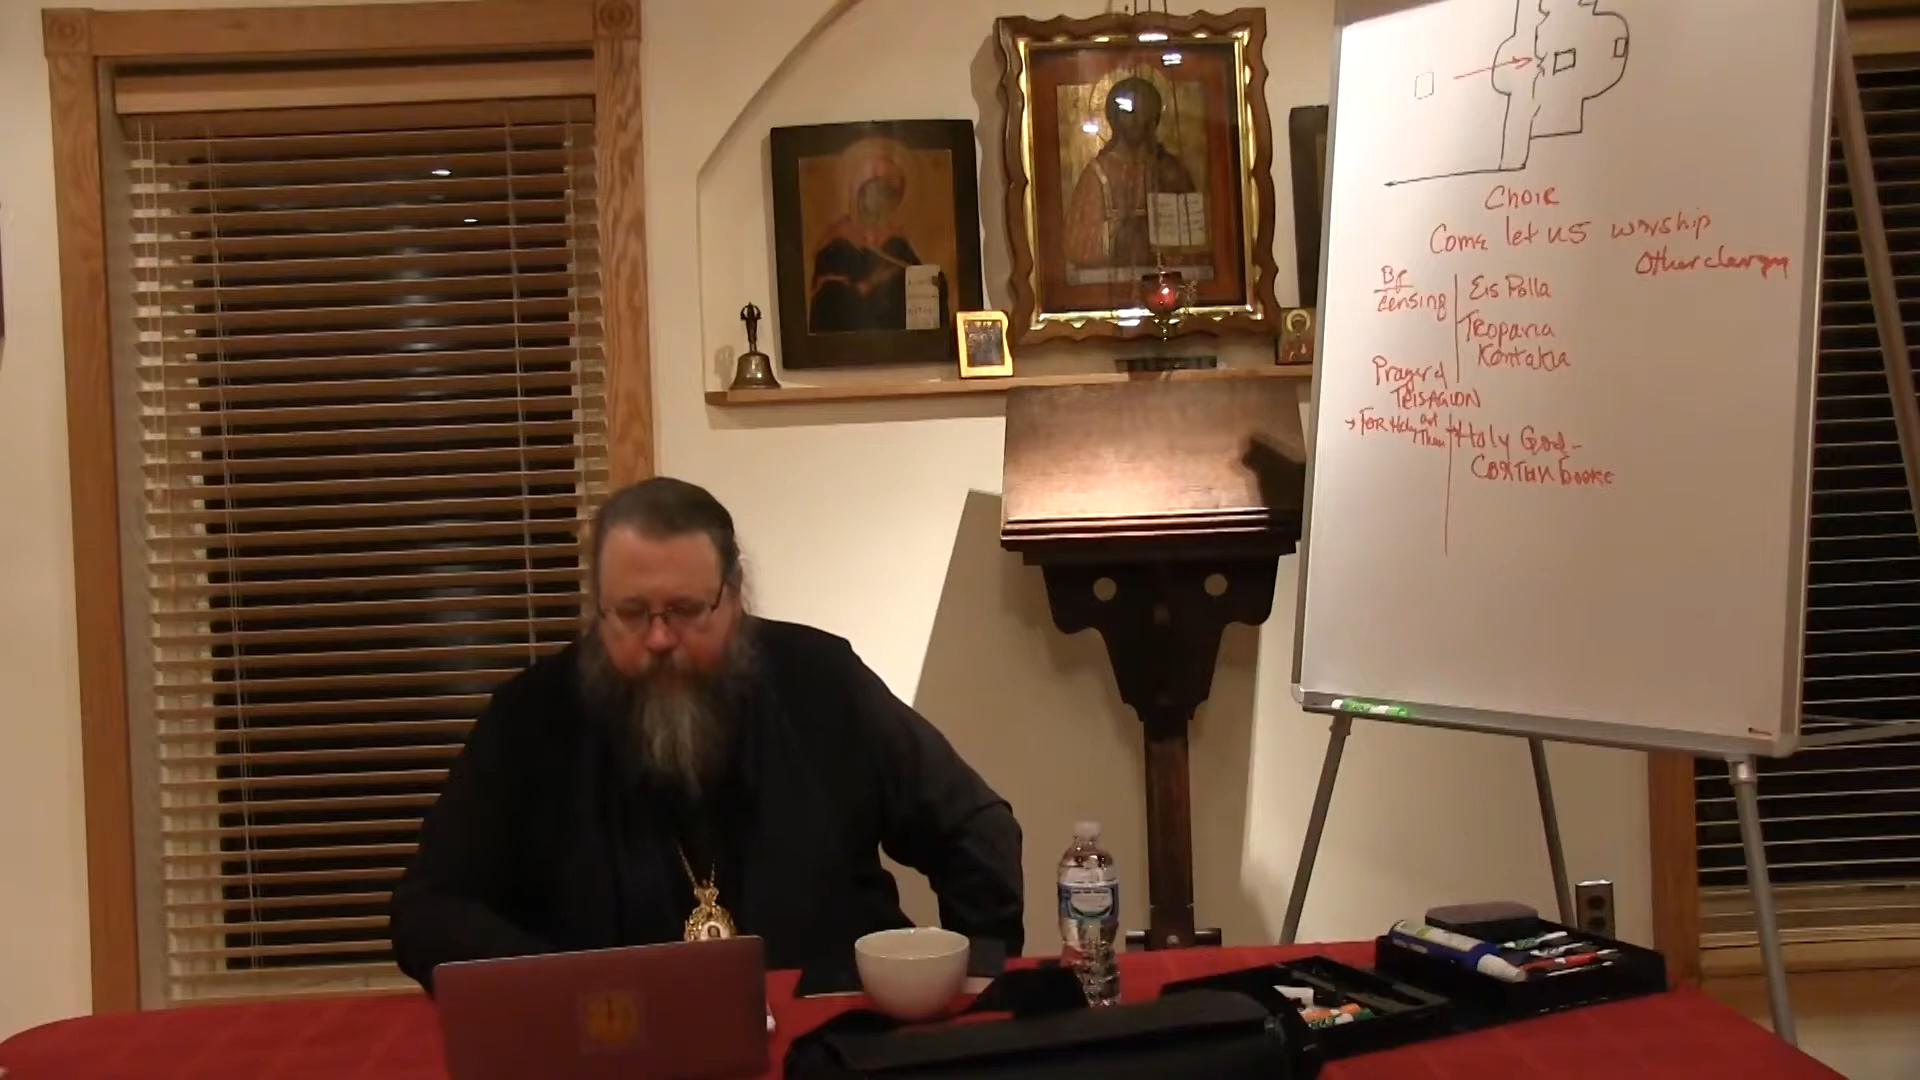 Choir
Come let us worship
Other clergy
Bp
censing
Eis Polla
Troparia
Kontakia
Prayer of
TRISAGION
→ FOR Holy art Thou
Holy God -
Святый Боже